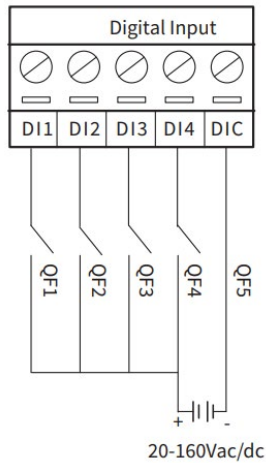 Digital Input
DI1 DI2 DI3 DI4 DIC
QF1 QF2 QF3 QF4 QF5
+ -
20-160Vac/dc